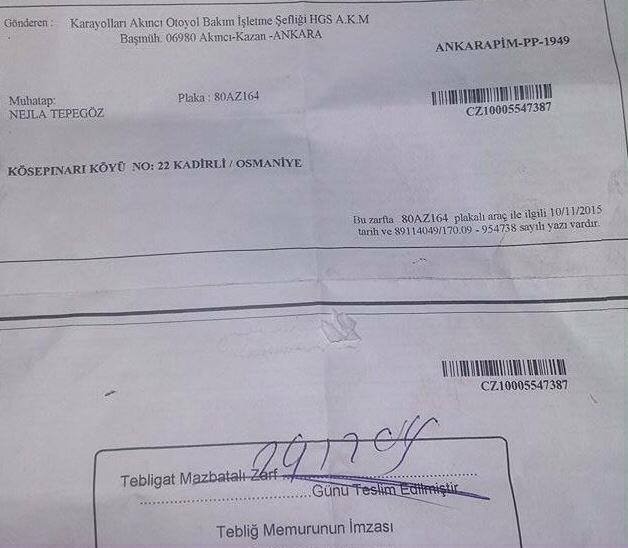 Gönderen : Karayolları Akıncı Otoyol Bakım İşletme Şefliği HGS A.K.M
Başmüh. 06980 Akıncı-Kazan -ANKARA
ANKARAPİM-PP-1949
Muhatap: Plaka : 80AZ164
NEJLA TEPEGÖZ
CZ10005547387
KÖSEPINARI KÖYÜ NO: 22 KADİRLİ / OSMANİYE
Bu zarfta 80AZ164 plakalı araç ile ilgili 10/11/2015
tarih ve 89114049/170.09 - 954738 sayılı yazı vardır.
CZ10005547387
Tebligat Mazbatalı Zarf
Günü Teslim Edilmiştir
Tebliğ Memurunun İmzası